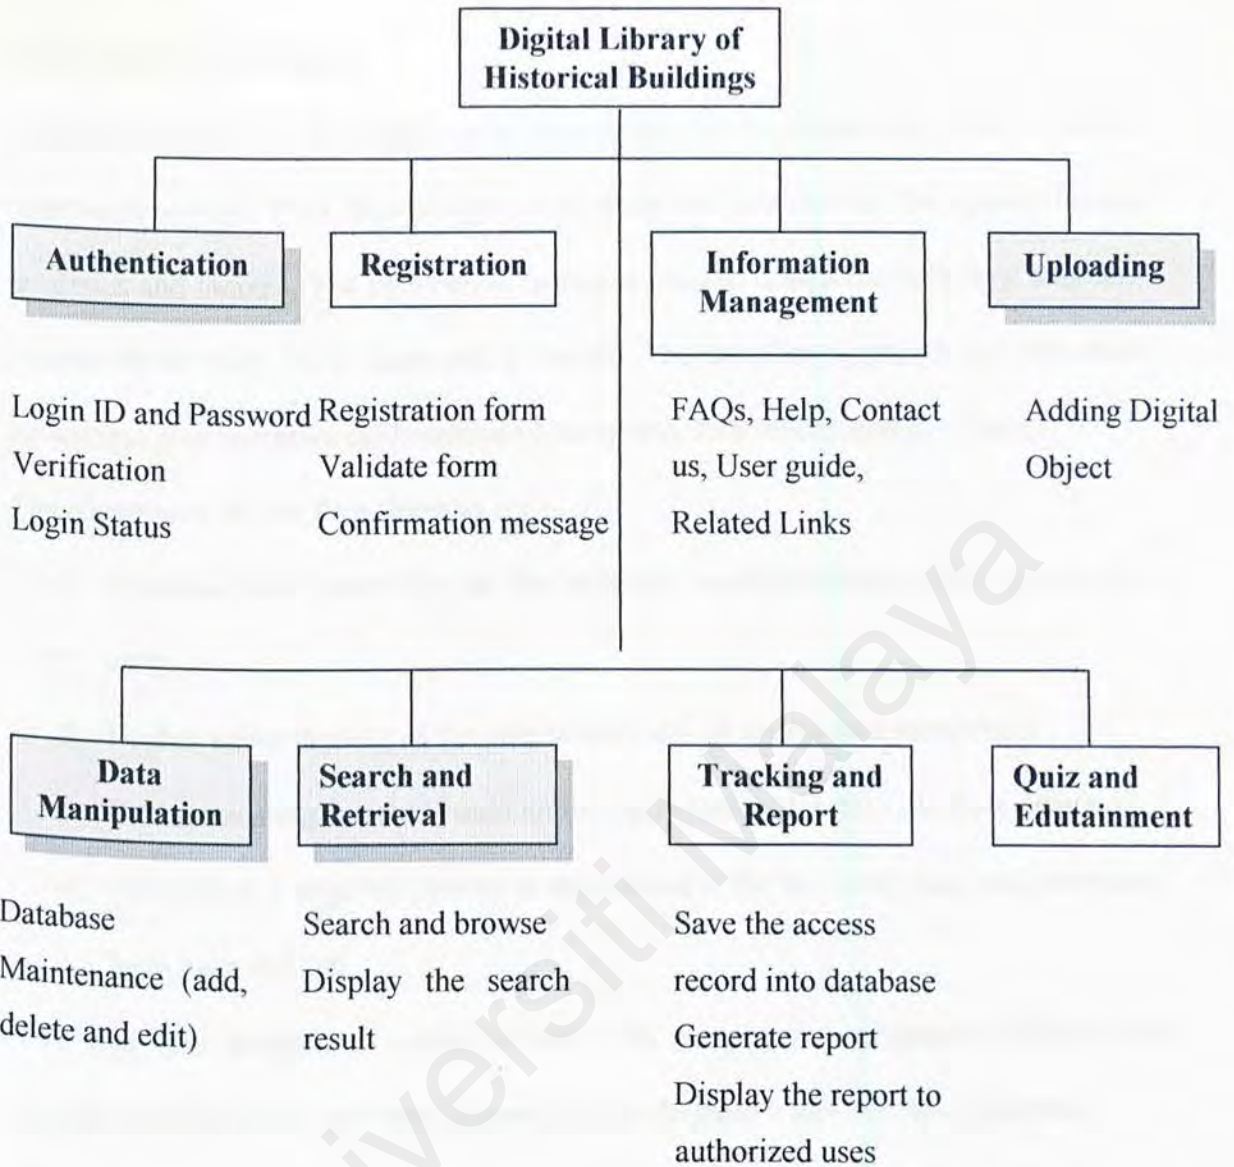 Digital Library of
Historical Buildings
Authentication
Registration
Information
Management
Uploading
Login ID and Password
Verification
Login Status
Registration form
Validate form
Confirmation message
FAQs, Help, Contact
us, User guide,
Related Links
Adding Digital
Object
Data
Manipulation
Search and
Retrieval
Tracking and
Report
Quiz and
Edutainment
Database
Maintenance (add,
delete and edit)
Search and browse
Display the search
result
Save the access
record into database
Generate report
Display the report to
authorized uses
iversiti Malaya